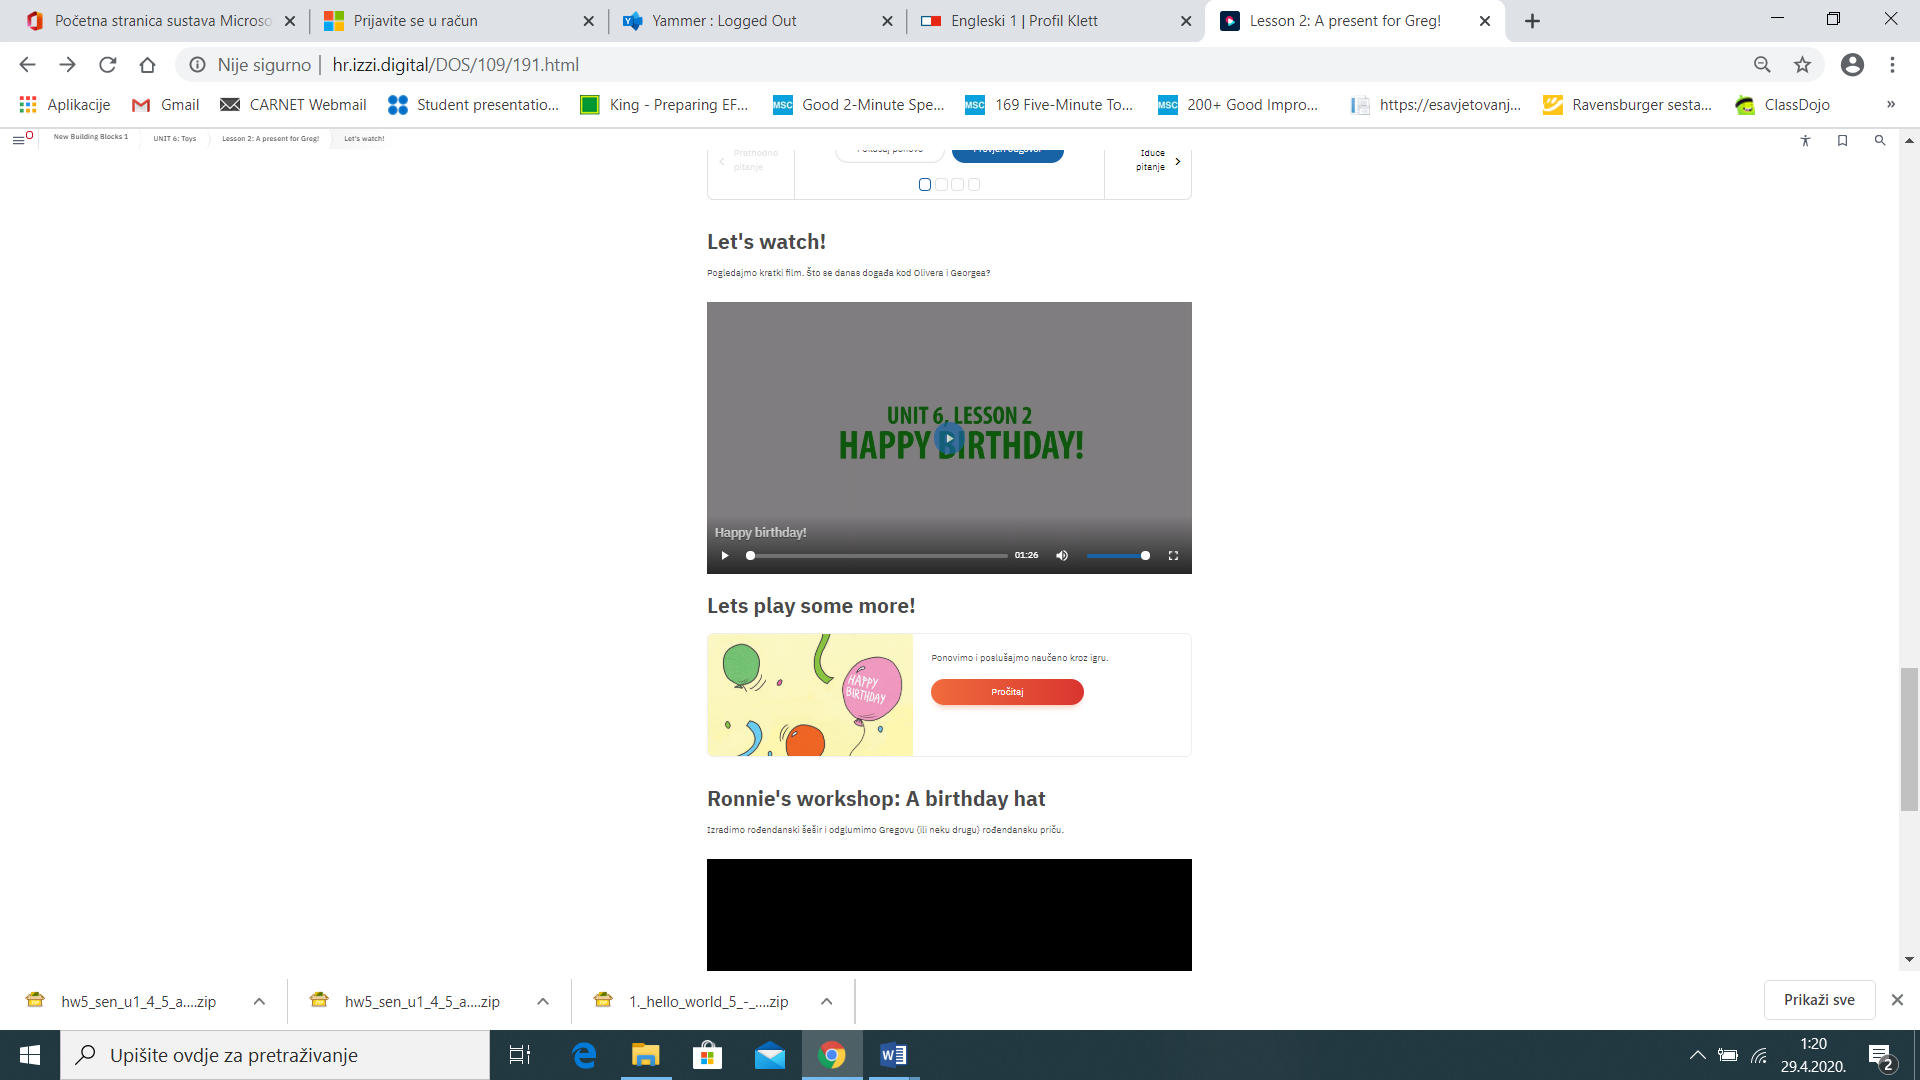 Početna stranica sustava Microso
Prijavite se u račun
Yammer : Logged Out
Engleski 1 | Profil Klett
Lesson 2: A present for Greg!
Nije sigurno | hr.izzi.digital/DOS/109/191.html
Aplikacije
Gmail
CARNET Webmail
Student presentatio...
King - Preparing EF...
MSC Good 2-Minute Spe...
MSC 169 Five-Minute To...
MSC 200+ Good Impro...
https://esavjetovanj...
Ravensburger sesta...
ClassDojo
»
New Building Blocks 1
UNIT 6: Toys
Lesson 2: A present for Greg!
Let's watch!
Prethodno
pitanje
Iduće
pitanje
Let's watch!
Pogledajmo kratki film. Što se danas događa kod Olivera i Georgea?
UNIT 6, LESSON 2
HAPPY BIRTHDAY!
Happy birthday!
01:26
Lets play some more!
HAPPY
BIRTHDAY
Ponovimo i poslušajmo naučeno kroz igru.
Pročitaj
Ronnie's workshop: A birthday hat
Izradimo rođendanski šešir i odglumimo Gregovu (ili neku drugu) rođendansku priču.
hw5_sen_u1_4_5_a....zip
hw5_sen_u1_4_5_a....zip
1._hello_world_5_-_....zip
Prikaži sve
Upišite ovdje za pretraživanje
1:20
29.4.2020.
2